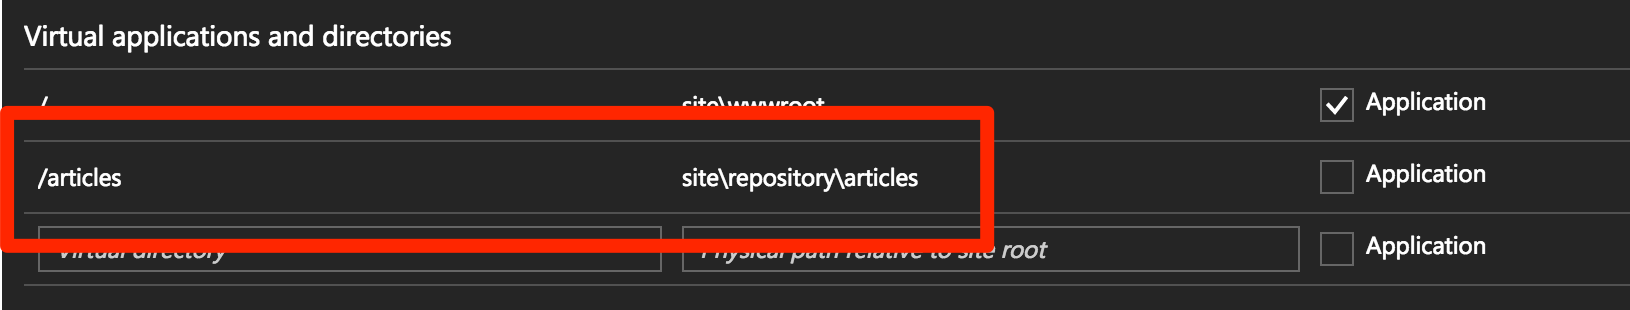 Virtual applications and directories
/ site\wwwroot Application
/articles site\repository\articles Application
Virtual directory Physical path relative to site root Application